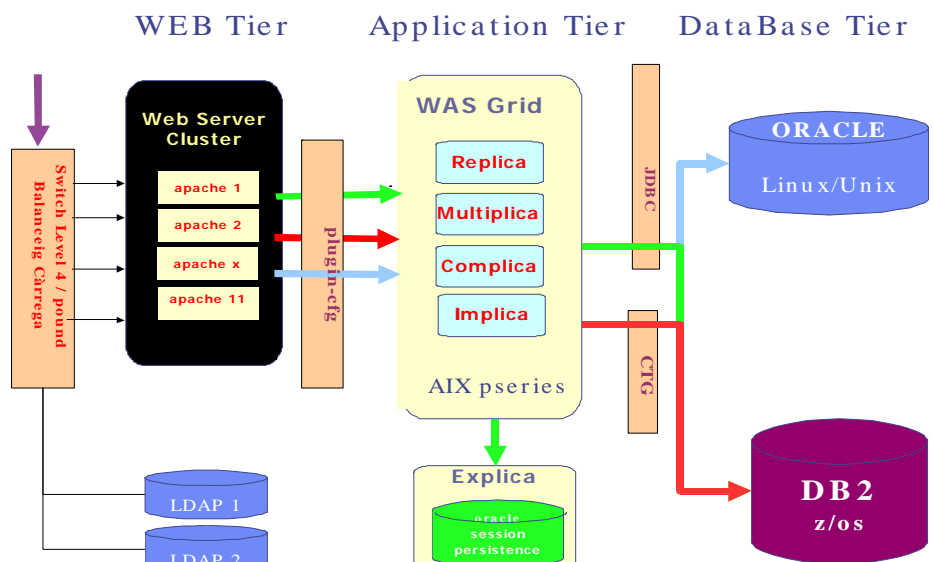 WEB Tier
Application Tier
DataBase Tier
Switch Level 4 / pound
Balanceig Càrrega
Web Server
Cluster
apache 1
apache 2
apache x
apache 11
plugin-cfg
WAS Grid
Replica
Multiplica
Complica
Implica
AIX pseries
JDBC
CTG
ORACLE
Linux/Unix
DB2
z/os
LDAP 1
LDAP 2
Explica
oracle
session
persistence